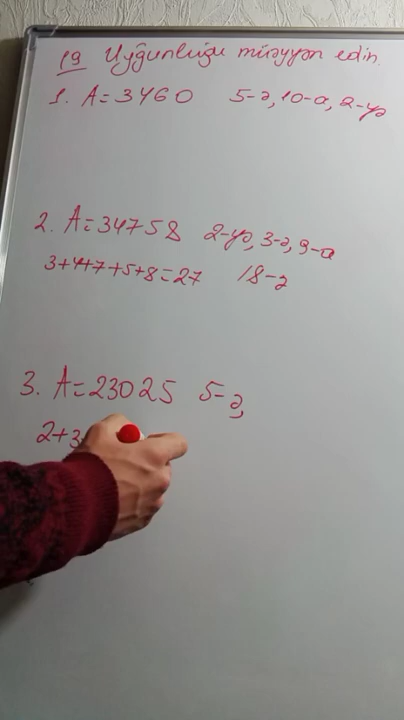 19 Uyğunluğu müəyyən edin.
1. A=3460 5-ə, 10-a, 2-yə
2. A=34758 2-yə, 3-ə, 9-a
3+4+7+5+8=27 18-ə
3. A=23025 5-ə,
2+3